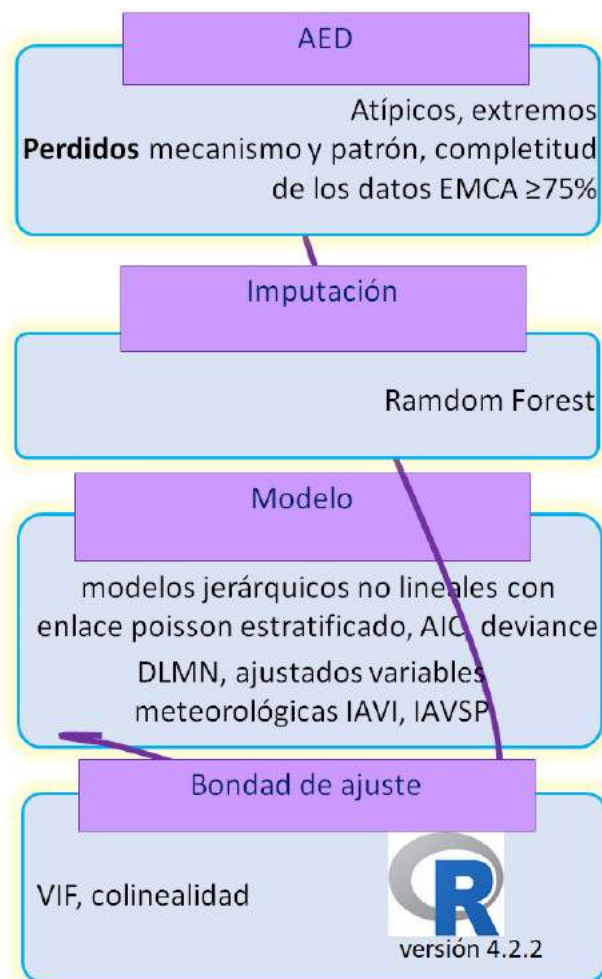 AED
Atípicos, extremos
Perdidos mecanismo y patrón, completitud
de los datos EMCA ≥75%
Imputación
Ramdom Forest
Modelo
modelos jerárquicos no lineales con
enlace poisson estratificado, AIC, deviance
DLMN, ajustados variables
meteorológicas IAVI, IAVSP
Bondad de ajuste
VIF, colinealidad
R
versión 4.2.2